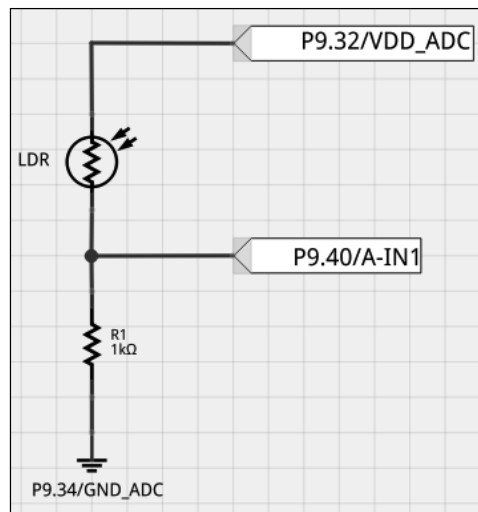 P9.32/VDD_ADC
LDR
P9.40/A-IN1
R1
1kΩ
P9.34/GND_ADC